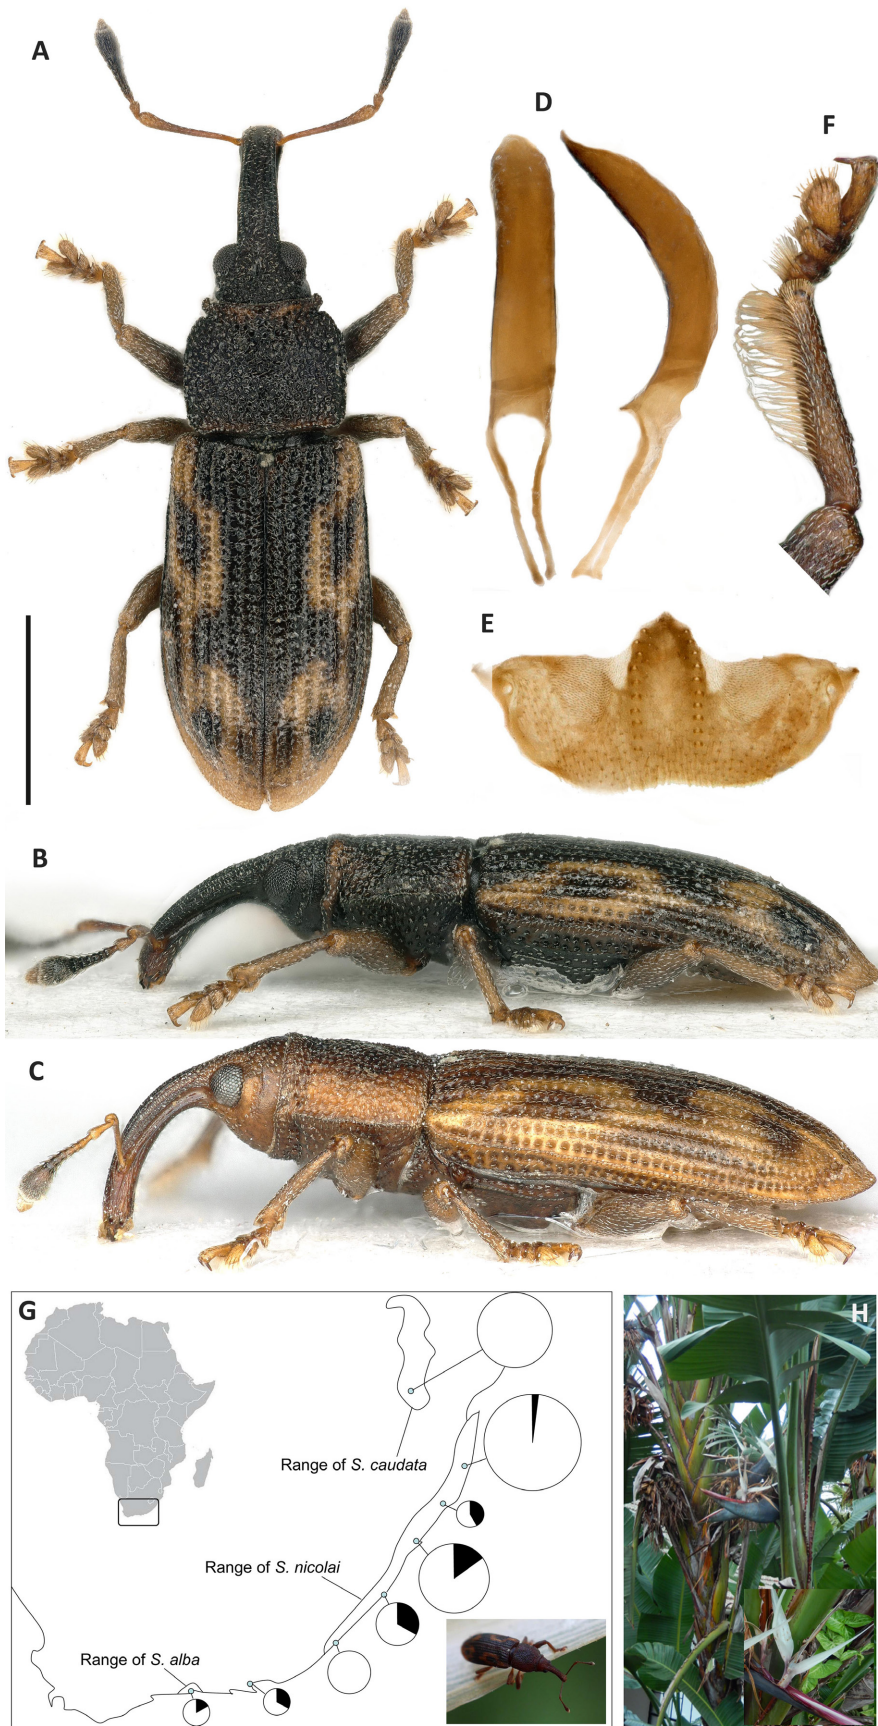 A
D
F
E
B
C
G
H
Range of S. caudata
Range of S. nicolai
Range of S. alba